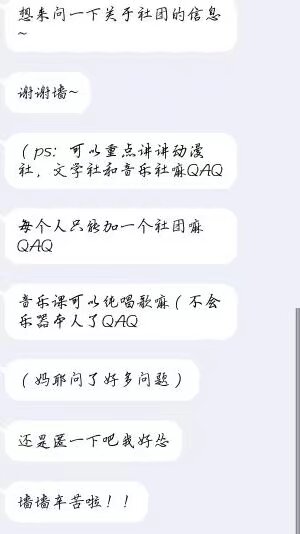 想来问一下关于社团的信息
~
谢谢墙~
（ps：可以重点讲讲动漫
社，文学社和音乐社嘛QAQ
每个人只能加一个社团嘛
QAQ
音乐课可以纯唱歌嘛（不会
乐器本人了QAQ
（妈耶问了好多问题）
还是匿一下吧我好怂
墙墙辛苦啦！！